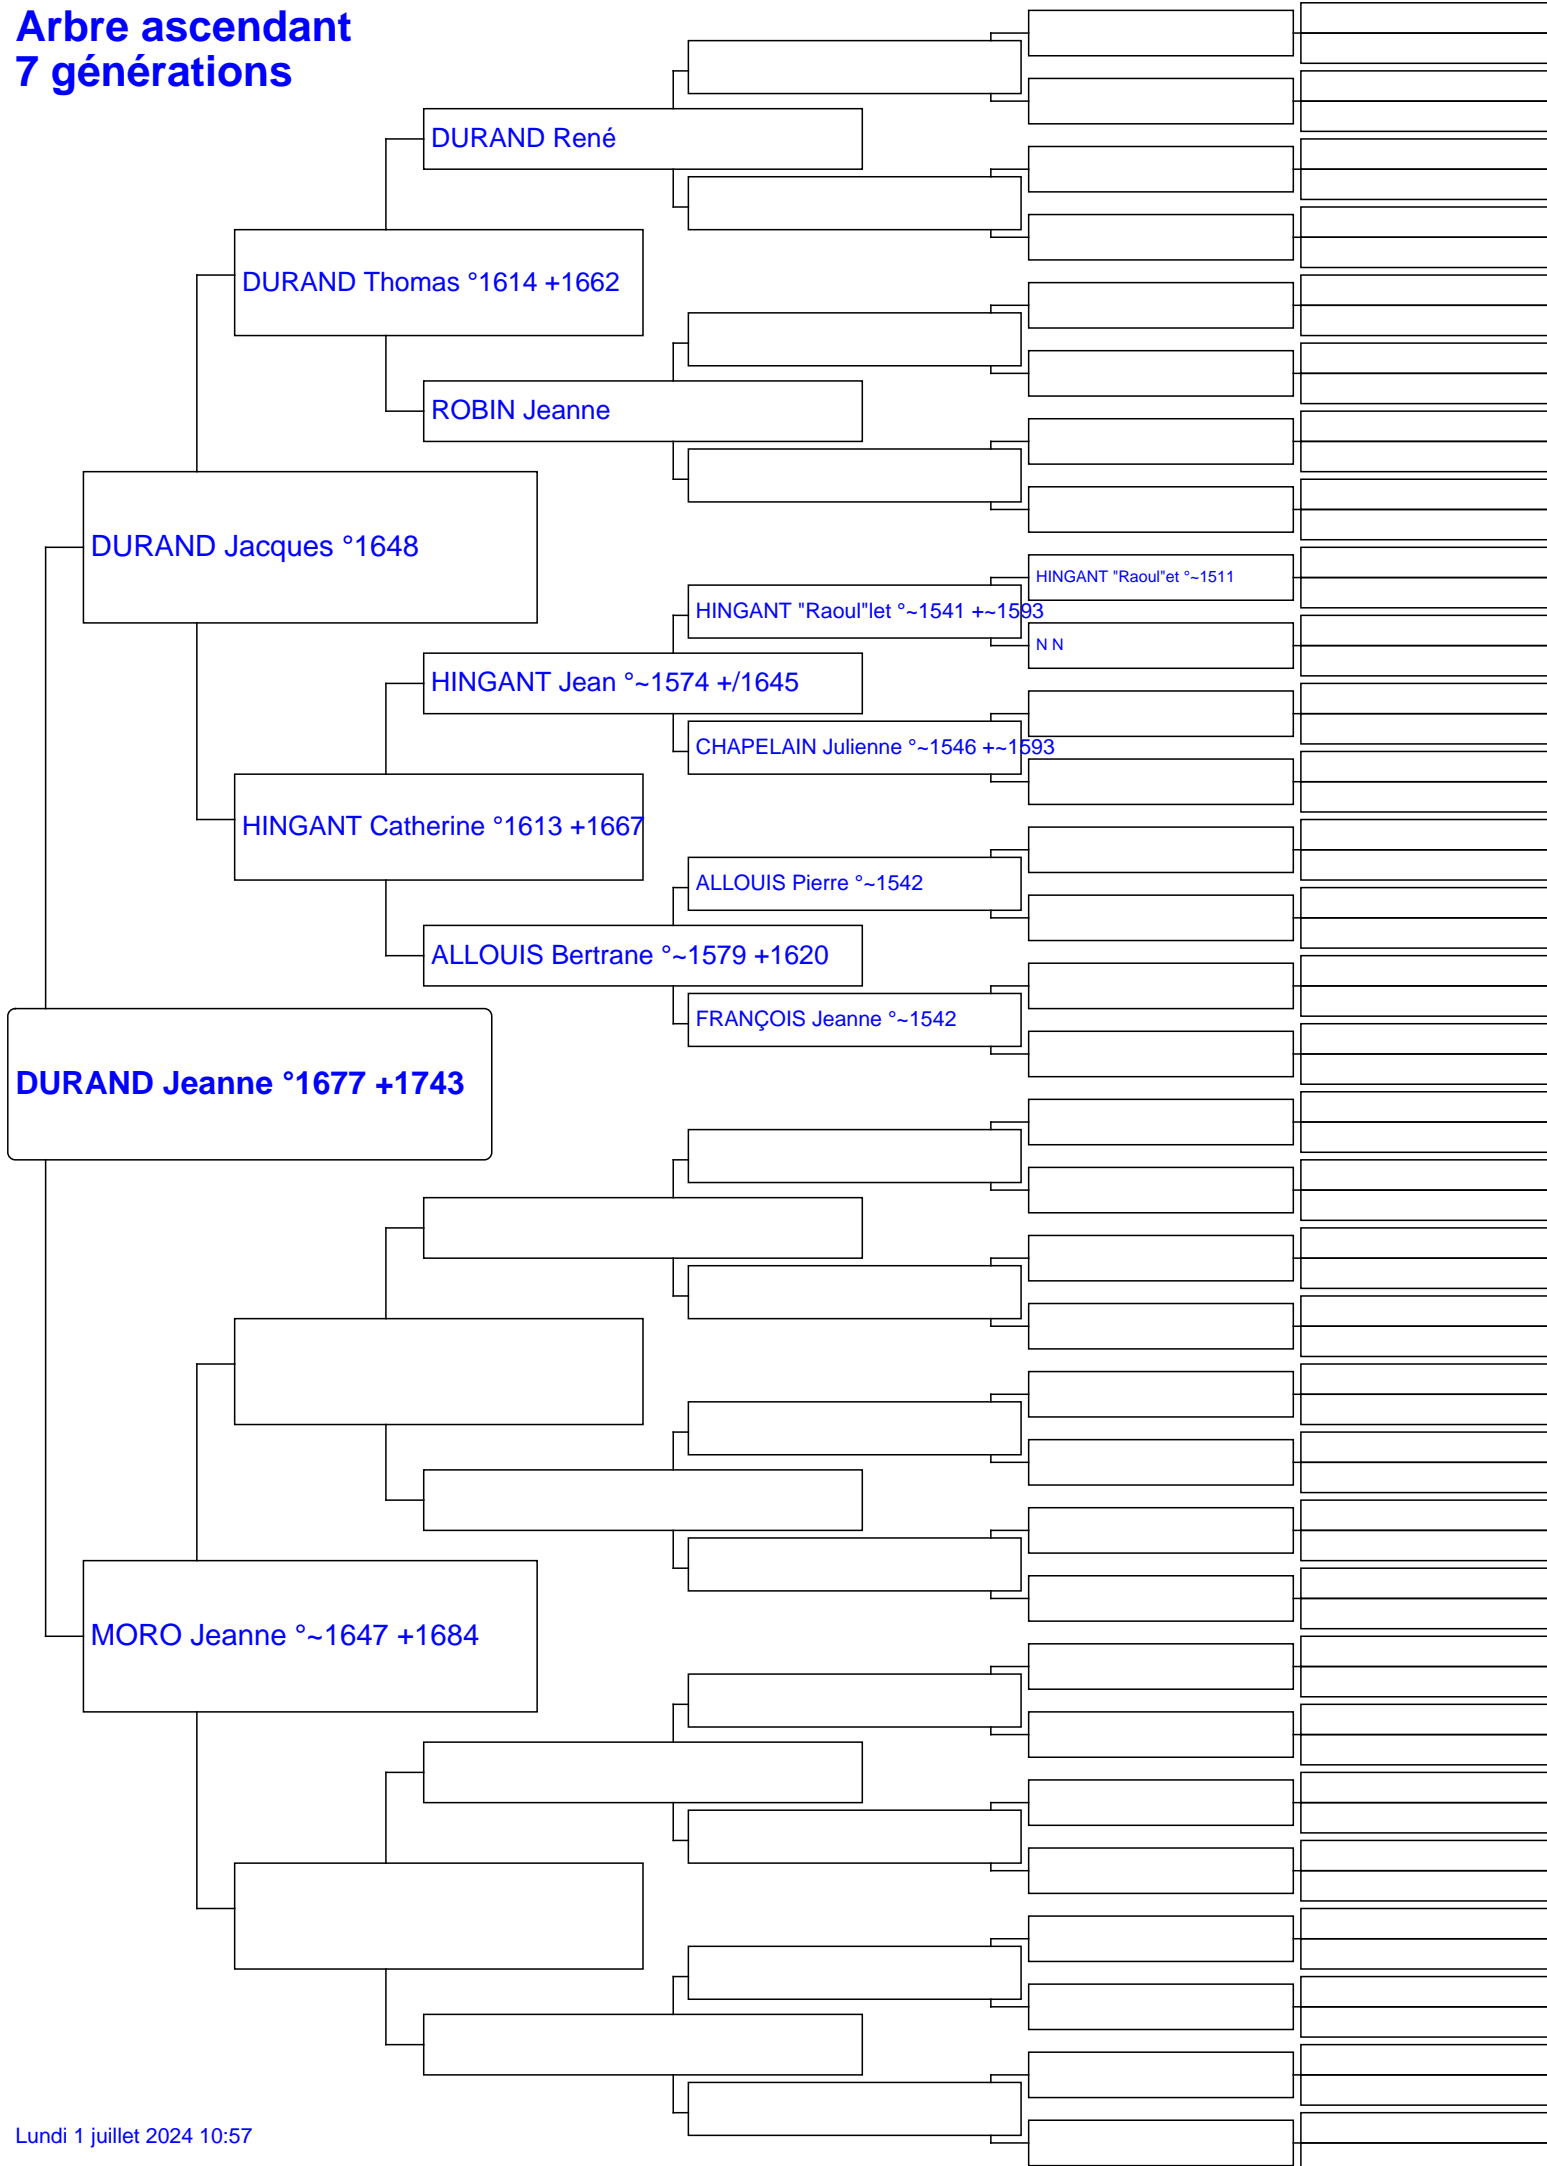 Arbre ascendant
7 générations
DURAND René
DURAND Thomas °1614 +1662
ROBIN Jeanne
DURAND Jacques °1648
HINGANT "Raoul"et °~1511
HINGANT "Raoul"let °~1541 +~1593
N N
HINGANT Jean °~1574 +/1645
CHAPELAIN Julienne °~1546 +~1593
HINGANT Catherine °1613 +1667
ALLOUIS Pierre °~1542
ALLOUIS Bertrane °~1579 +1620
FRANÇOIS Jeanne °~1542
DURAND Jeanne °1677 +1743
MORO Jeanne °~1647 +1684
Lundi 1 juillet 2024 10:57